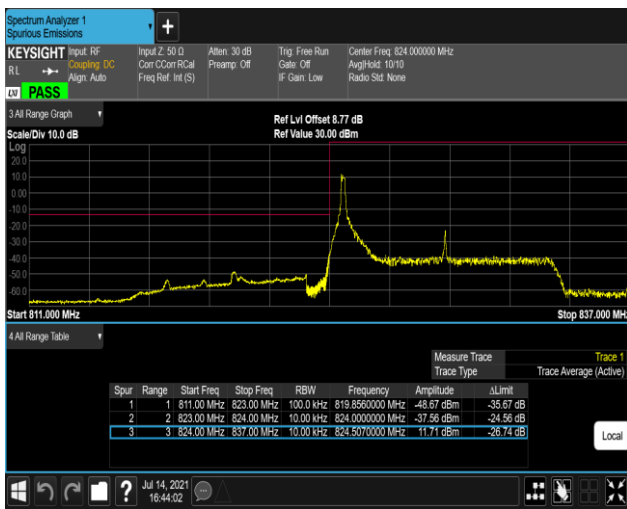 Spectrum Analyzer 1
Spurious Emissions
KEYSIGHT Input: RF Input Z: 50 Ω Atten: 30 dB Trig: Free Run Center Freq: 824.000000 MHz
R L Coupling: DC Corr CCorr RCal Preamp: Off Gate: Off Avg|Hold: 10/10
Align: Auto Freq Ref: Int (S) IF Gain: Low Radio Std: None
LXI PASS
3 All Range Graph
Ref Lvl Offset 8.77 dB
Scale/Div 10.0 dB Ref Value 30.00 dBm
Log
20.0
10.0
0.00
-10.0
-20.0
-30.0
-40.0
-50.0
-60.0
Start 811.000 MHz Stop 837.000 MHz
4 All Range Table
Measure Trace Trace 1
Trace Type Trace Average (Active)
Spur Range Start Freq Stop Freq RBW Frequency Amplitude ΔLimit
1 1 811.00 MHz 823.00 MHz 100.0 kHz 819.8560000 MHz -48.67 dBm -35.67 dB
2 2 823.00 MHz 824.00 MHz 10.00 kHz 824.0000000 MHz -37.56 dBm -24.56 dB
3 3 824.00 MHz 837.00 MHz 10.00 kHz 824.5070000 MHz 11.71 dBm -26.74 dB
Local
? Jul 14, 2021
16:44:02